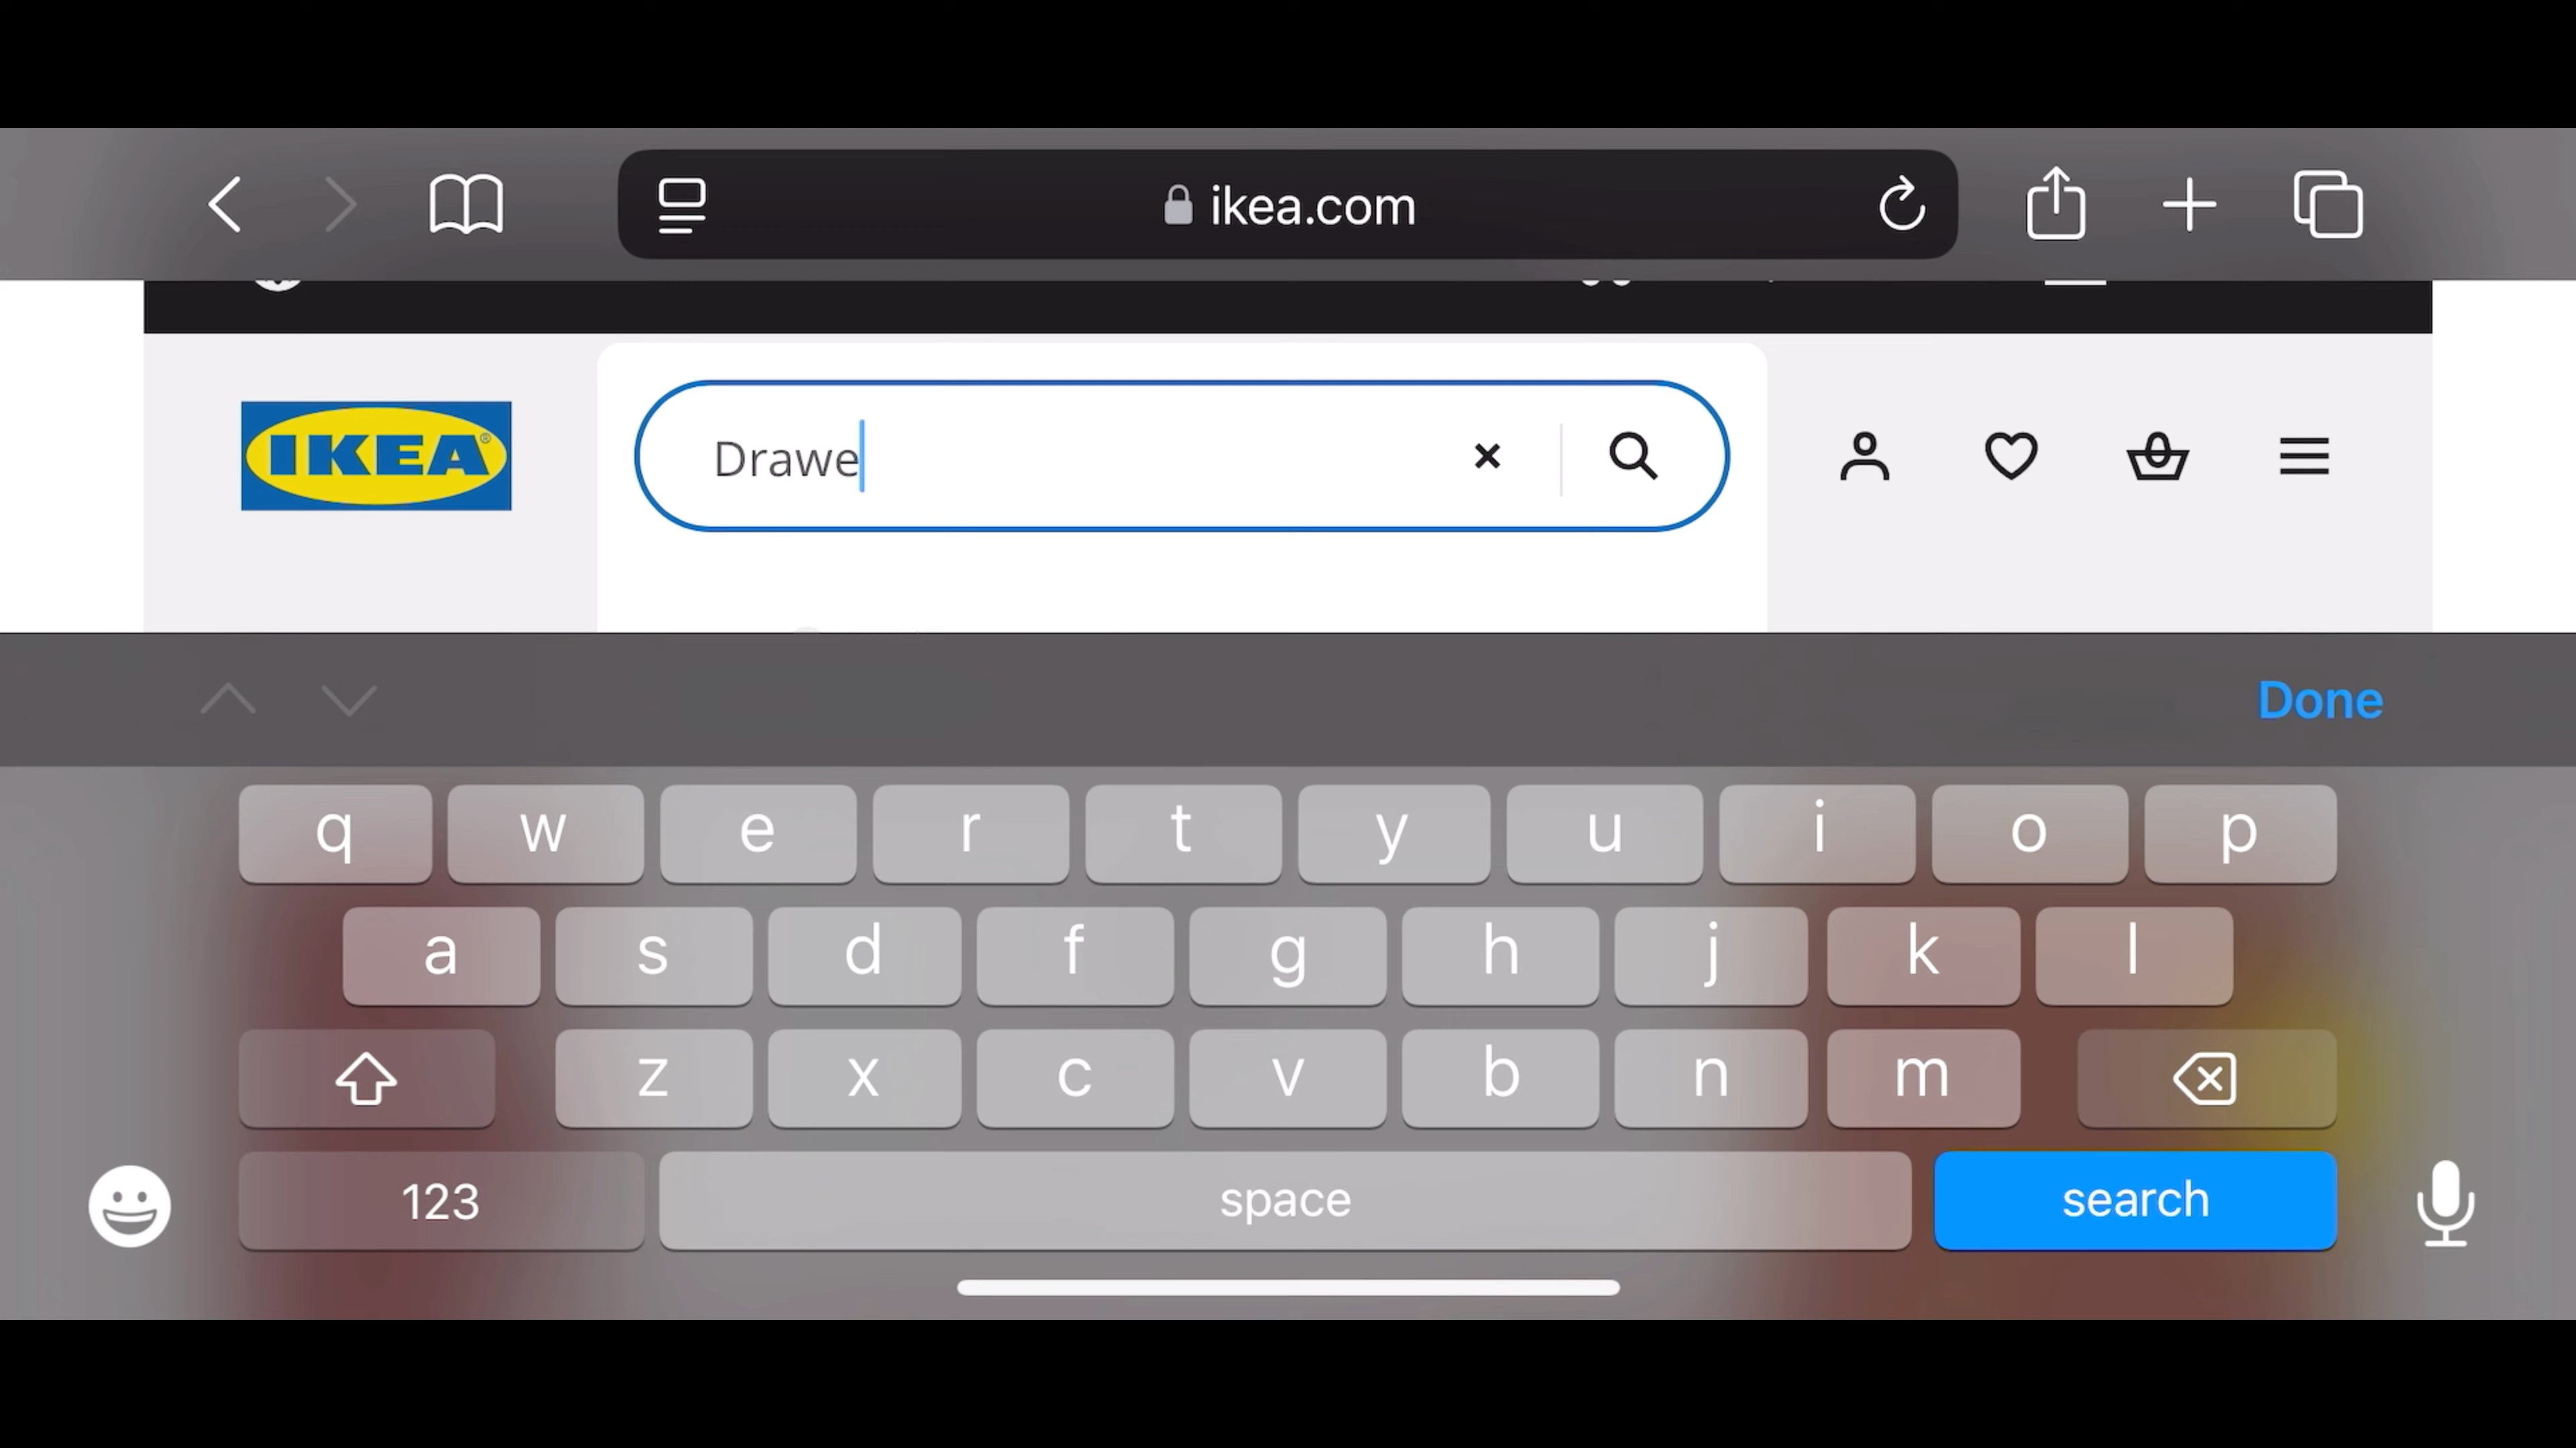 ikea.com
IKEA®
Drawe
Done
q w e r t y u i o p
a s d f g h j k l
z x c v b n m
123 space search